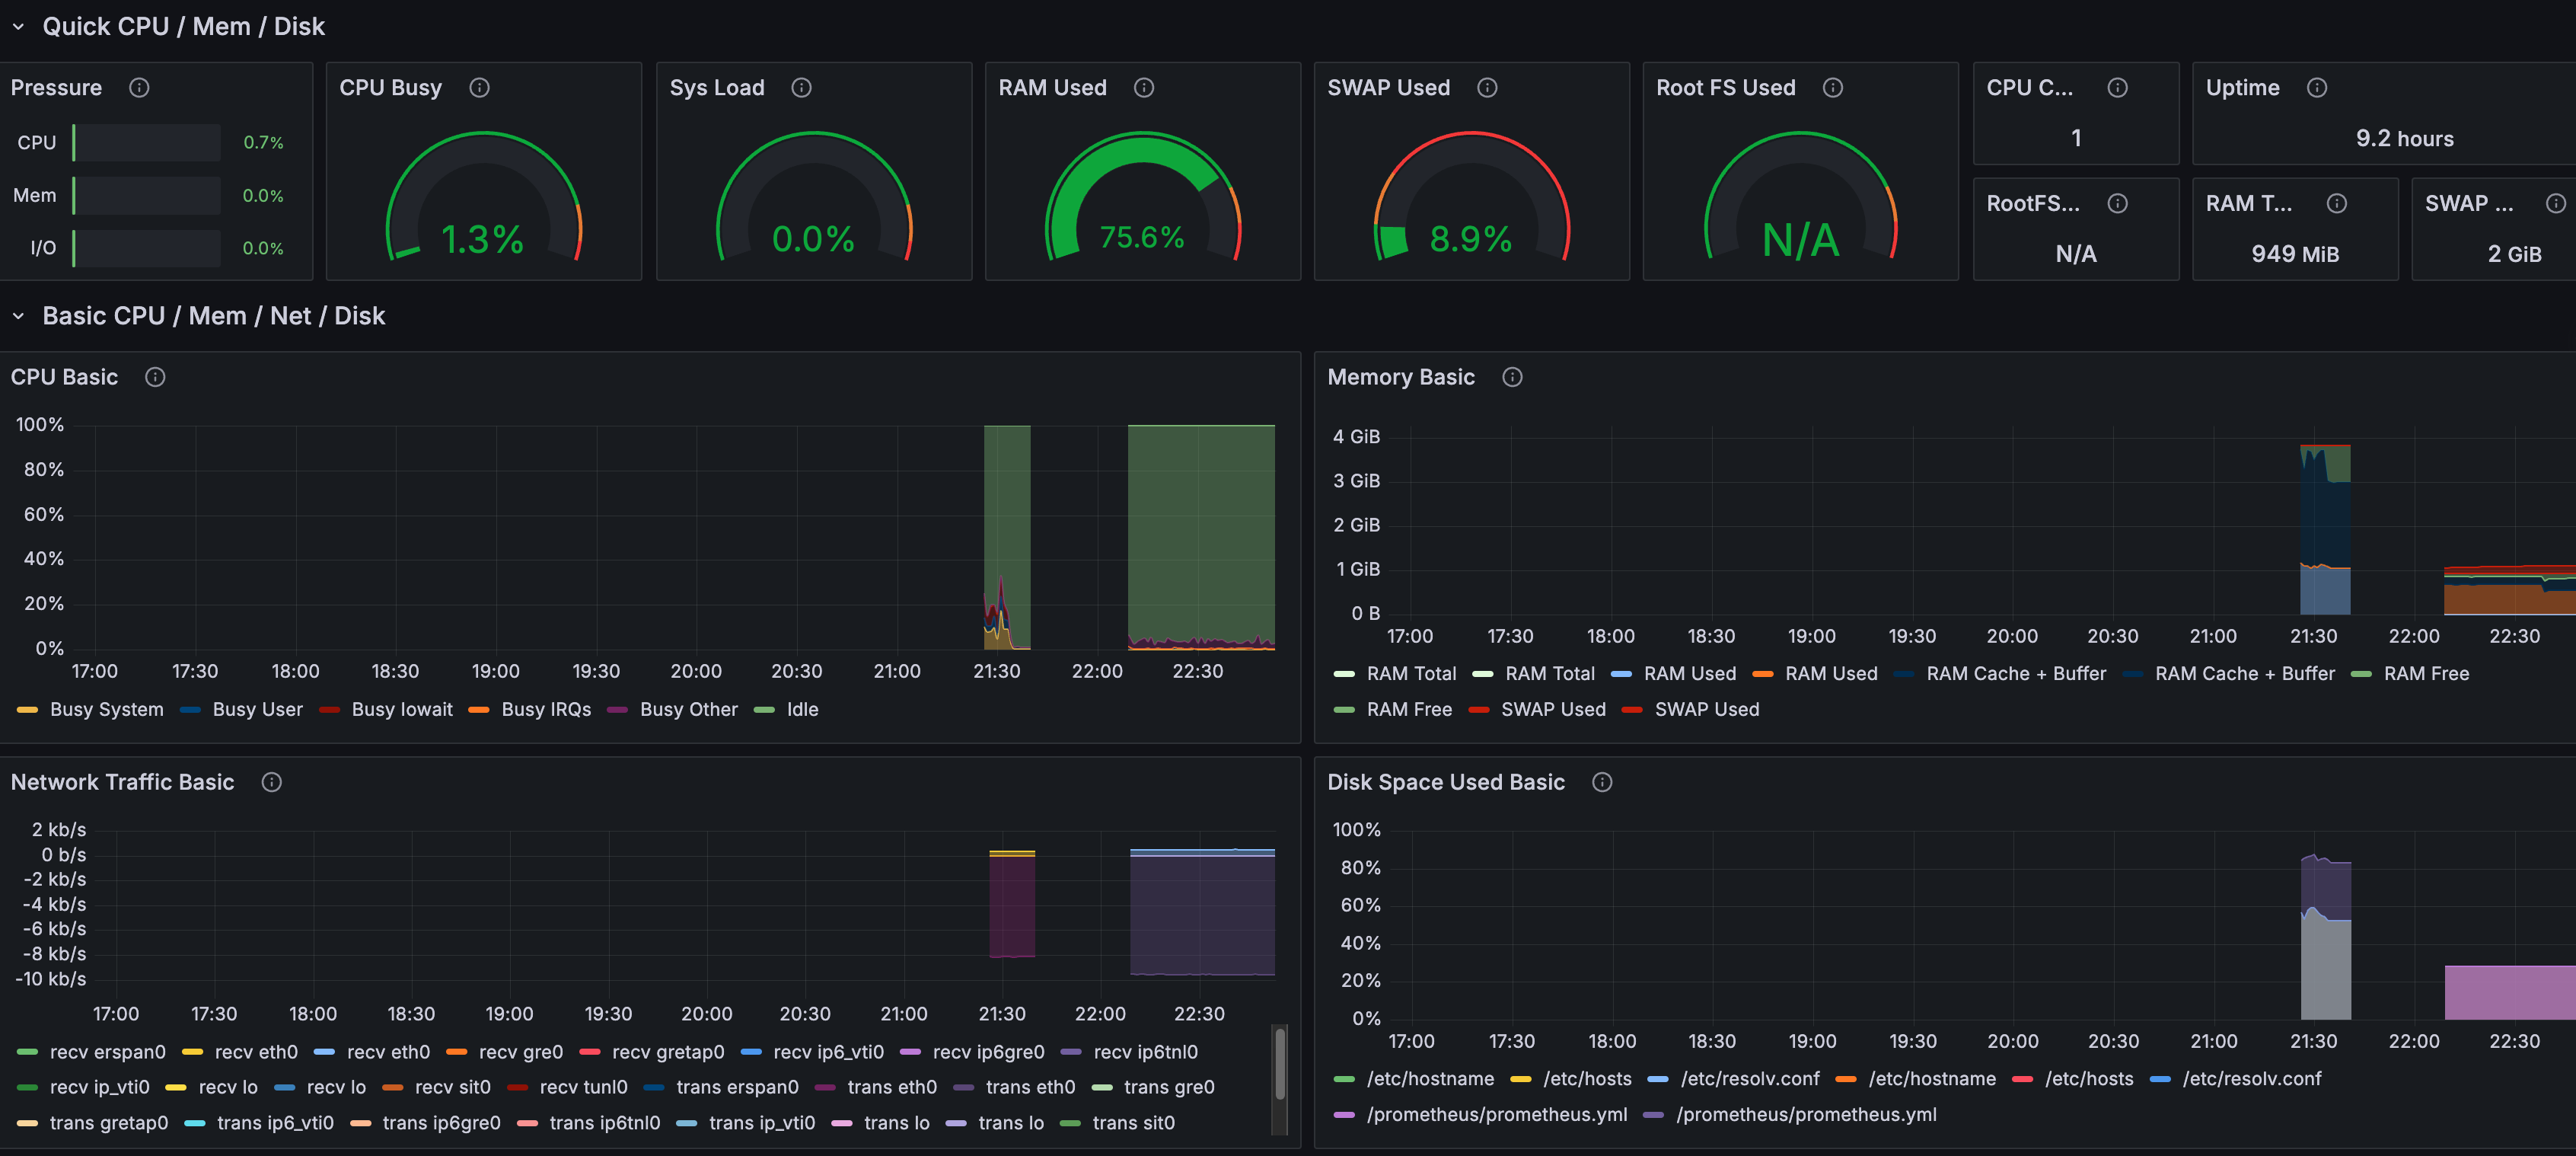 Quick CPU / Mem / Disk
Pressure
CPU 0.7%
Mem 0.0%
I/O 0.0%
CPU Busy
1.3%
Sys Load
0.0%
RAM Used
75.6%
SWAP Used
8.9%
Root FS Used
N/A
CPU C...
1
Uptime
9.2 hours
RootFS...
N/A
RAM T...
949 MiB
SWAP ...
2 GiB
Basic CPU / Mem / Net / Disk
CPU Basic
100%
80%
60%
40%
20%
0%
17:00 17:30 18:00 18:30 19:00 19:30 20:00 20:30 21:00 21:30 22:00 22:30
Busy System Busy User Busy Iowait Busy IRQs Busy Other Idle
Memory Basic
4 GiB
3 GiB
2 GiB
1 GiB
0 B
17:00 17:30 18:00 18:30 19:00 19:30 20:00 20:30 21:00 21:30 22:00 22:30
RAM Total RAM Total RAM Used RAM Used RAM Cache + Buffer RAM Cache + Buffer RAM Free
RAM Free SWAP Used SWAP Used
Network Traffic Basic
2 kb/s
0 b/s
-2 kb/s
-4 kb/s
-6 kb/s
-8 kb/s
-10 kb/s
17:00 17:30 18:00 18:30 19:00 19:30 20:00 20:30 21:00 21:30 22:00 22:30
recv erspan0 recv eth0 recv eth0 recv gre0 recv gretap0 recv ip6_vti0 recv ip6gre0 recv ip6tnl0
recv ip_vti0 recv lo recv lo recv sit0 recv tunl0 trans erspan0 trans eth0 trans eth0 trans gre0
trans gretap0 trans ip6_vti0 trans ip6gre0 trans ip6tnl0 trans ip_vti0 trans lo trans lo trans sit0
Disk Space Used Basic
100%
80%
60%
40%
20%
0%
17:00 17:30 18:00 18:30 19:00 19:30 20:00 20:30 21:00 21:30 22:00 22:30
/etc/hostname /etc/hosts /etc/resolv.conf /etc/hostname /etc/hosts /etc/resolv.conf
/prometheus/prometheus.yml /prometheus/prometheus.yml